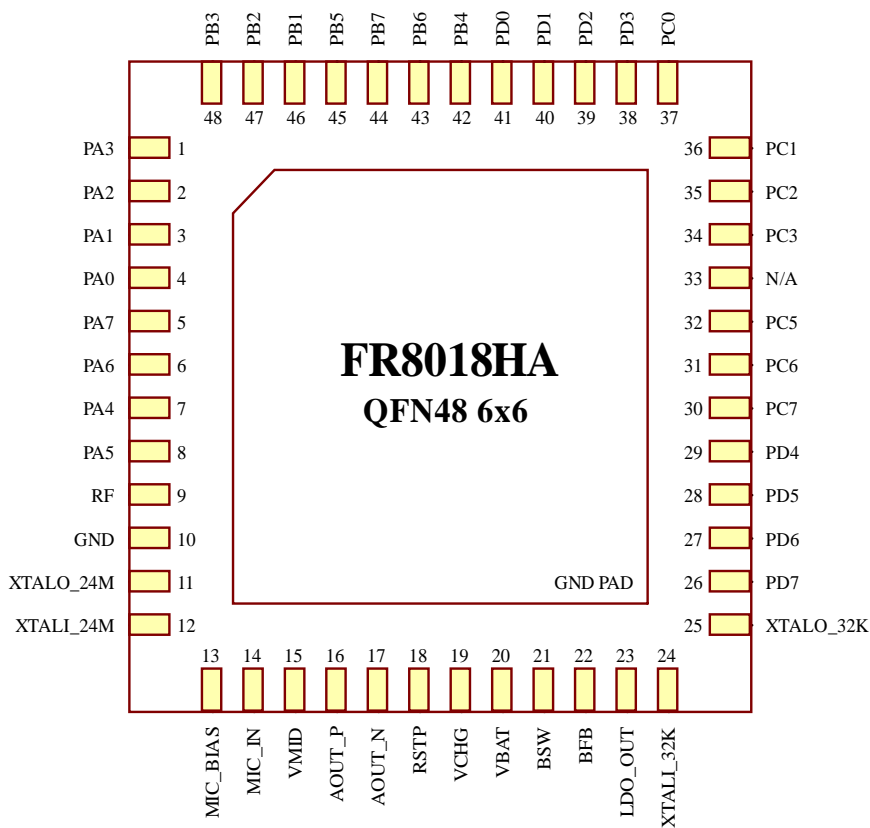 PB3 PB2 PB1 PB5 PB7 PB6 PB4 PD0 PD1 PD2 PD3 PC0
48 47 46 45 44 43 42 41 40 39 38 37
PA3 1 36 PC1
PA2 2 35 PC2
PA1 3 34 PC3
PA0 4 33 N/A
PA7 5 32 PC5
FR8018HA
PA6 6 31 PC6
QFN48 6x6
PA4 7 30 PC7
PA5 8 29 PD4
RF 9 28 PD5
GND 10 27 PD6
XTALO_24M 11 GND PAD 26 PD7
XTALI_24M 12 25 XTALO_32K
13 14 15 16 17 18 19 20 21 22 23 24
MIC_BIAS MIC_IN VMID AOUT_P AOUT_N RSTP VCHG VBAT BSW BFB LDO_OUT XTALI_32K